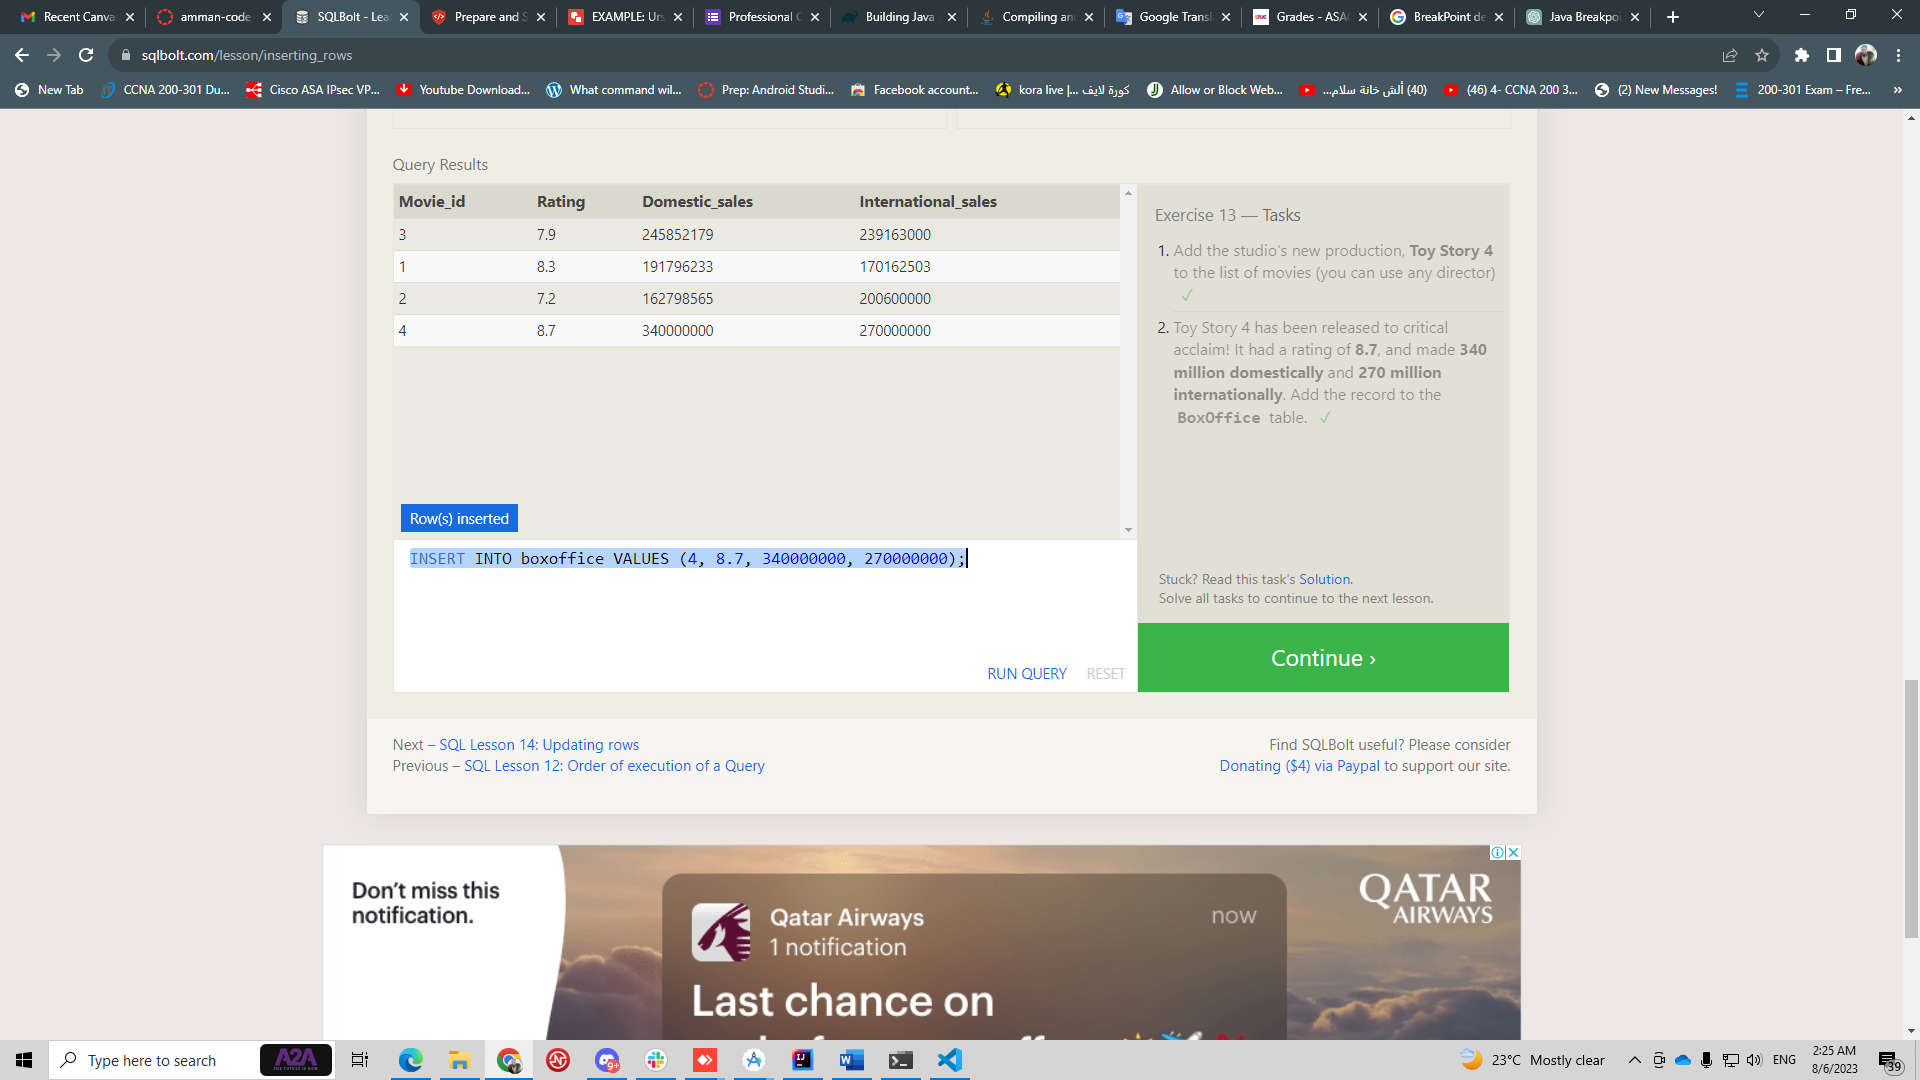 Recent Canva
amman-code
SQLBolt - Lea
Prepare and S
EXAMPLE: Urs
Professional C
Building Java
Compiling an
Google Transl
Grades - ASA
BreakPoint de
Java Breakpoi
sqlbolt.com/lesson/inserting_rows
New Tab
CCNA 200-301 Du...
Cisco ASA IPsec VP...
Youtube Download...
What command wil...
Prep: Android Studi...
Facebook account...
كورة لايف |... kora live
Allow or Block Web...
(40) ألش خانة سلام...
(46) 4- CCNA 200 3...
(2) New Messages!
200-301 Exam – Fre...
»
Query Results
Movie_id Rating Domestic_sales International_sales
3 7.9 245852179 239163000
1 8.3 191796233 170162503
2 7.2 162798565 200600000
4 8.7 340000000 270000000
Row(s) inserted
INSERT INTO boxoffice VALUES (4, 8.7, 340000000, 270000000);
RUN QUERY RESET
Exercise 13 — Tasks
1. Add the studio's new production, Toy Story 4
to the list of movies (you can use any director)
✓
2. Toy Story 4 has been released to critical
acclaim! It had a rating of 8.7, and made 340
million domestically and 270 million
internationally. Add the record to the
BoxOffice table. ✓
Stuck? Read this task's Solution.
Solve all tasks to continue to the next lesson.
Continue ›
Next – SQL Lesson 14: Updating rows
Previous – SQL Lesson 12: Order of execution of a Query
Find SQLBolt useful? Please consider
Donating ($4) via Paypal to support our site.
Don't miss this
notification.
Qatar Airways
1 notification
now
Last chance on
QATAR
AIRWAYS
Type here to search
A2A
9+
23°C Mostly clear
ENG
2:25 AM
8/6/2023
39